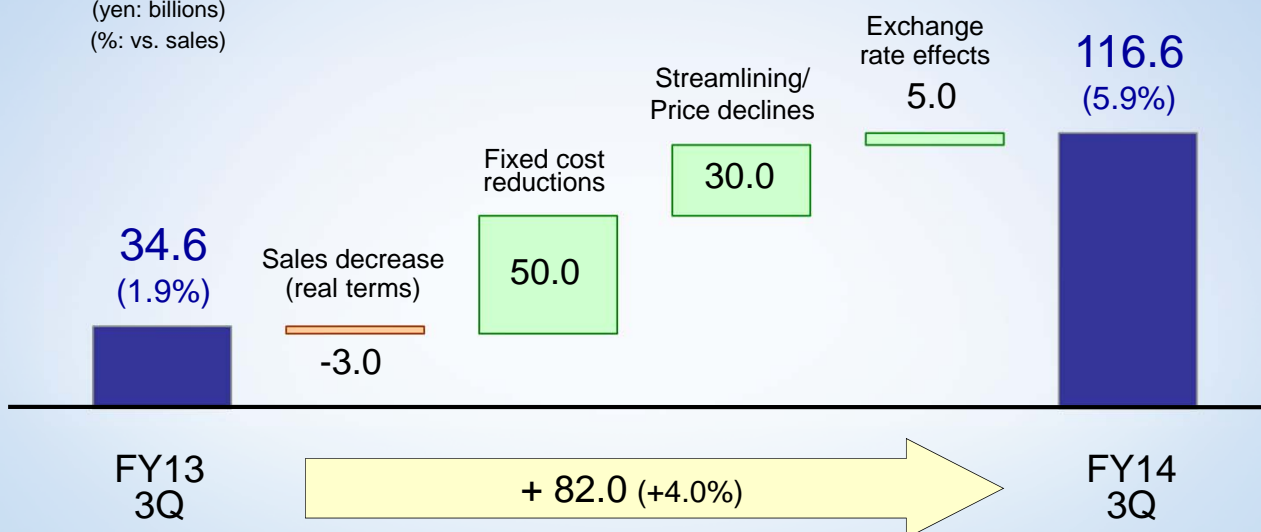 (yen: billions)
(%: vs. sales)
34.6
(1.9%)
Sales decrease
(real terms)
-3.0
Fixed cost
reductions
50.0
Streamlining/
Price declines
30.0
Exchange
rate effects
5.0
116.6
(5.9%)
FY13
3Q
+ 82.0 (+4.0%)
FY14
3Q